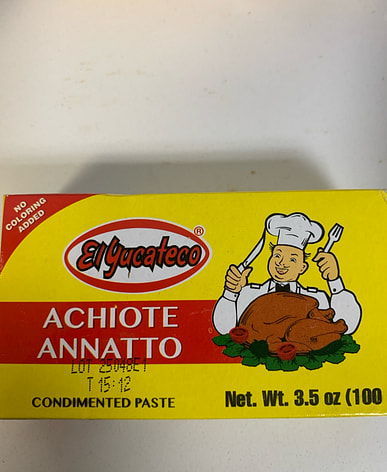 NO
COLORING
ADDED
El Yucateco®
ACHIOTE
ANNATTO
LOT 25048E1
T 15:12
CONDIMENTED PASTE
Net. Wt. 3.5 oz (100